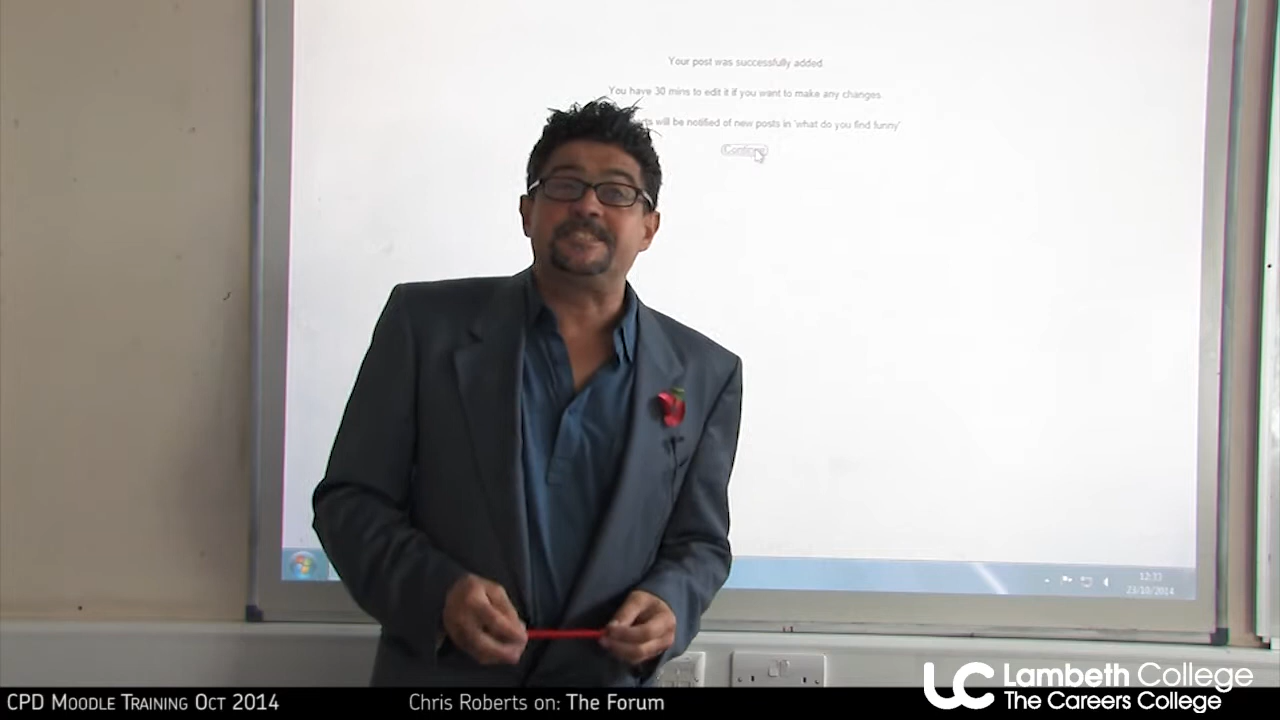 Your post was successfully added
You have 30 mins to edit it if you want to make any changes.
will be notified of new posts in 'what do you find funny'
Continue
12:33
23/10/2014
UC Lambeth College
The Careers College
CPD Moodle Training Oct 2014
Chris Roberts on: The Forum